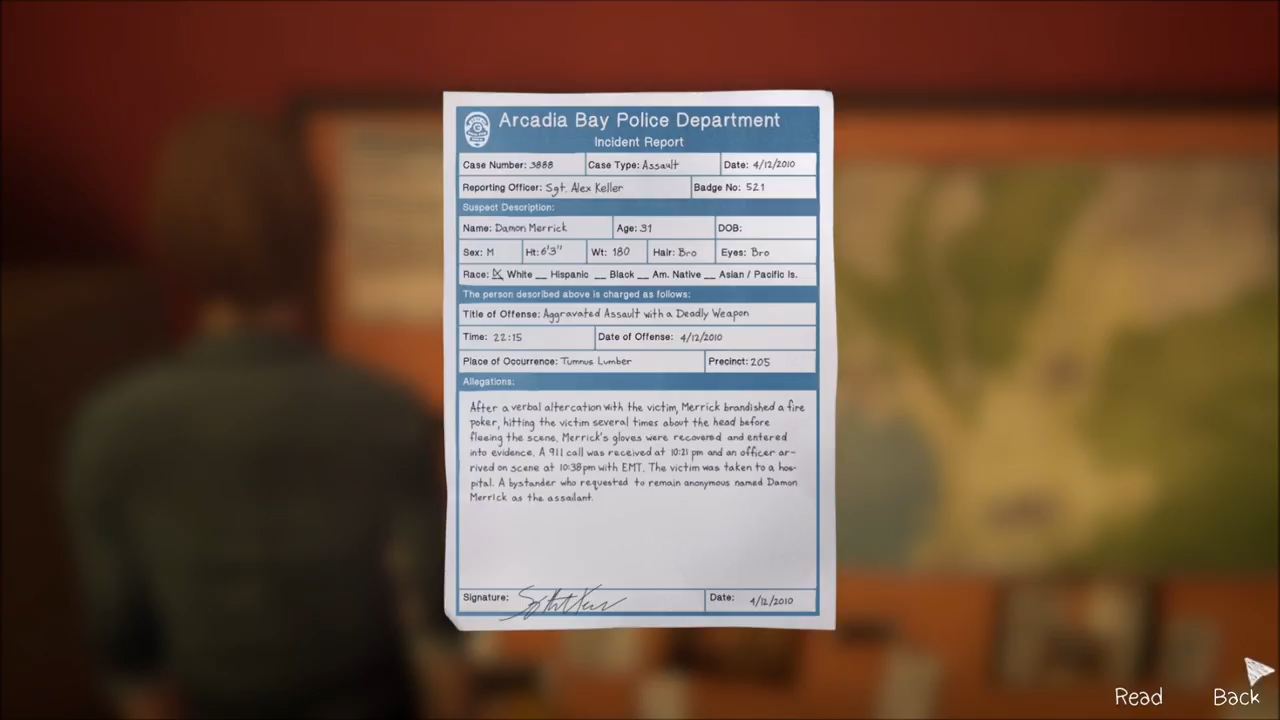 Arcadia Bay Police Department
Incident Report
Case Number: 3888 Case Type: Assault Date: 4/12/2010
Reporting Officer: Sgt. Alex Keller Badge No: 521
Suspect Description:
Name: Damon Merrick Age: 31 DOB:
Sex: M Ht: 6'3" Wt: 180 Hair: Bro Eyes: Bro
Race: X White __ Hispanic __ Black __ Am. Native __ Asian / Pacific Is.
The person described above is charged as follows:
Title of Offense: Aggravated Assault with a Deadly Weapon
Time: 22:15 Date of Offense: 4/12/2010
Place of Occurrence: Tumnus Lumber Precinct: 205
Allegations:
After a verbal altercation with the victim, Merrick brandished a fire
poker, hitting the victim several times about the head before
fleeing the scene. Merrick's gloves were recovered and entered
into evidence. A 911 call was received at 10:21 pm and an officer ar-
rived on scene at 10:38pm with EMT. The victim was taken to a hos-
pital. A bystander who requested to remain anonymous named Damon
Merrick as the assailant.
Signature: Date: 4/12/2010
Read Back